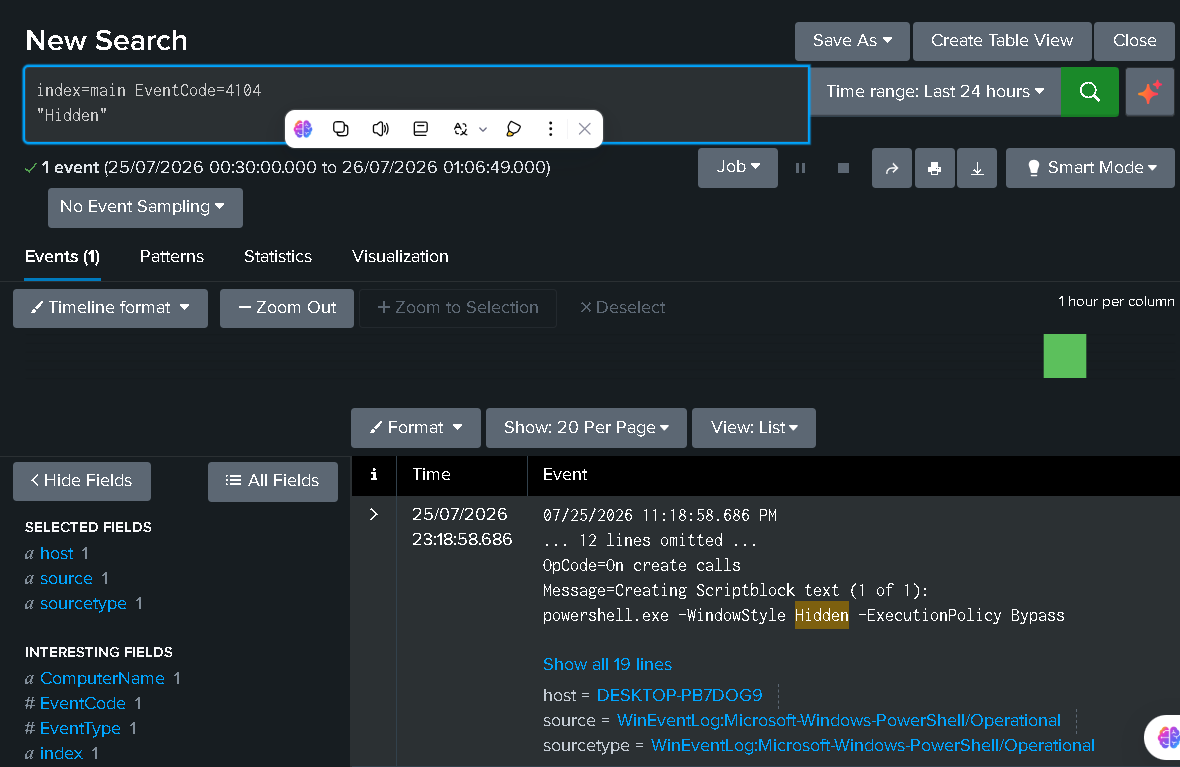 New Search
Save As
Create Table View
Close
index=main EventCode=4104
"Hidden"
Time range: Last 24 hours
1 event (25/07/2026 00:30:00.000 to 26/07/2026 01:06:49.000)
Job
Smart Mode
No Event Sampling
Events (1)
Patterns
Statistics
Visualization
Timeline format
Zoom Out
Zoom to Selection
Deselect
1 hour per column
Format
Show: 20 Per Page
View: List
Hide Fields
All Fields
SELECTED FIELDS
a host 1
a source 1
a sourcetype 1
INTERESTING FIELDS
a ComputerName 1
# EventCode 1
# EventType 1
a index 1
i
Time
Event
25/07/2026
23:18:58.686
07/25/2026 11:18:58.686 PM
... 12 lines omitted ...
OpCode=On create calls
Message=Creating Scriptblock text (1 of 1):
powershell.exe -WindowStyle Hidden -ExecutionPolicy Bypass
Show all 19 lines
host = DESKTOP-PB7DOG9
source = WinEventLog:Microsoft-Windows-PowerShell/Operational
sourcetype = WinEventLog:Microsoft-Windows-PowerShell/Operational